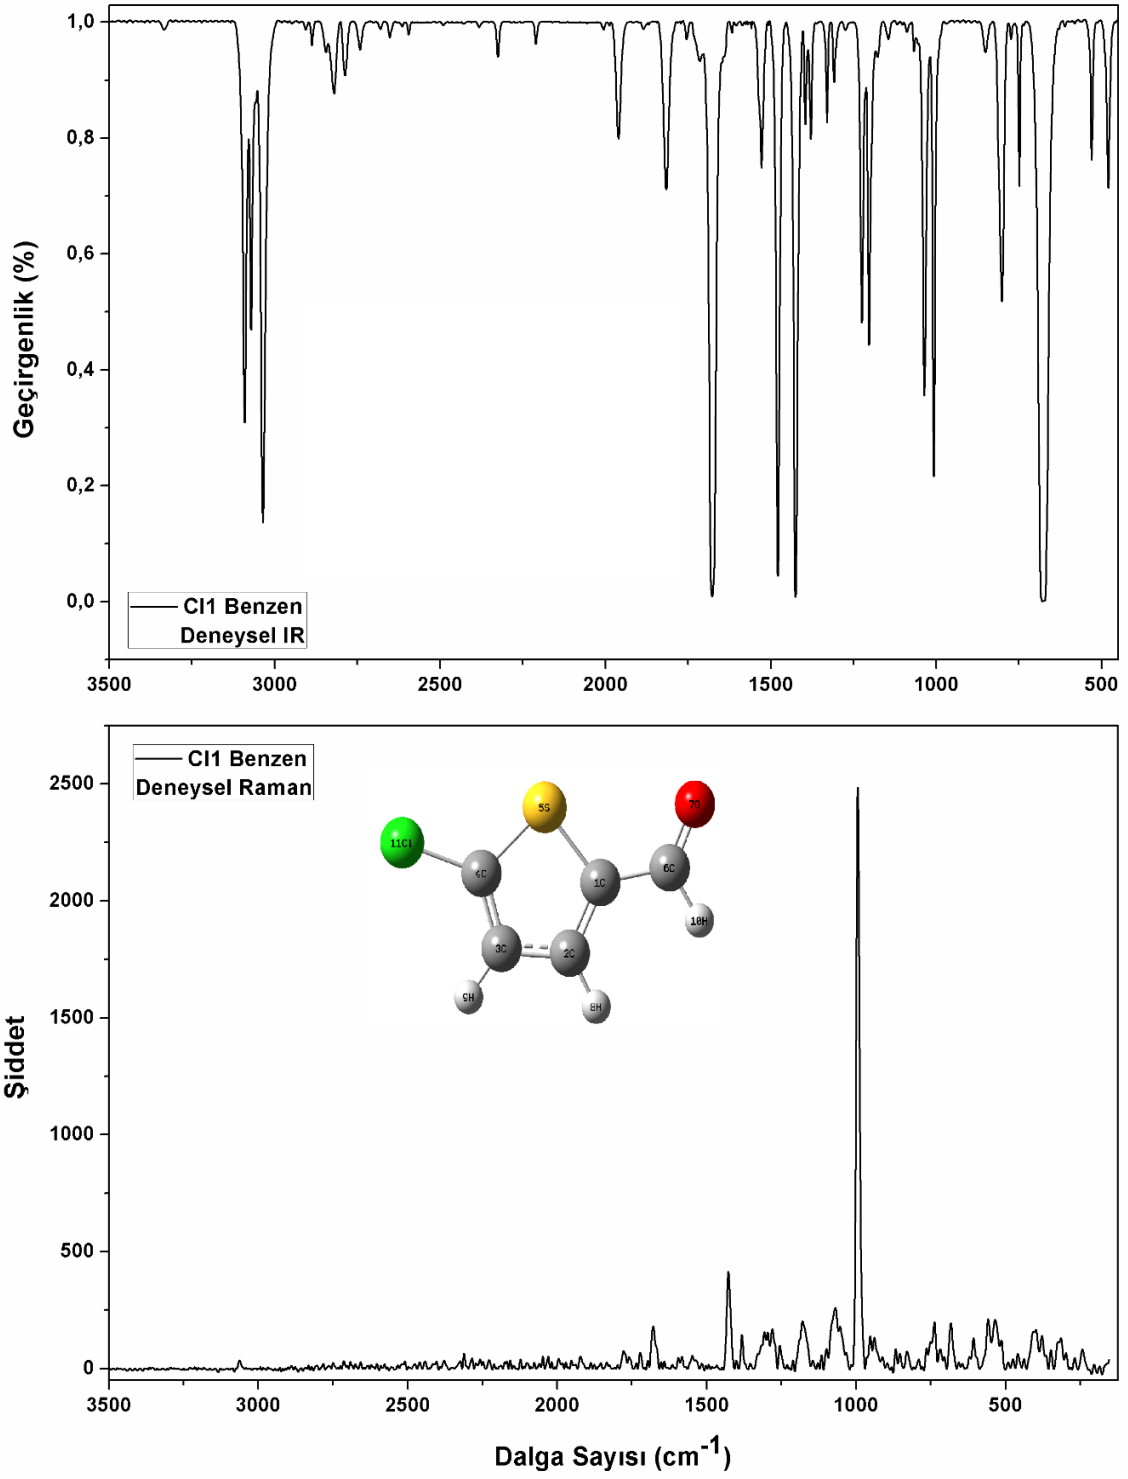 1,0
0,8
0,6
0,4
0,2
0,0
Geçirgenlik (%)
Cl1 Benzen
Deneysel IR
3500 3000 2500 2000 1500 1000 500
Cl1 Benzen
Deneysel Raman
2500
2000
1500
1000
500
0
Şiddet
5S
7O
11Cl
4C
1C
6C
10H
3C
2C
9H
8H
3500 3000 2500 2000 1500 1000 500
Dalga Sayısı (cm⁻¹)